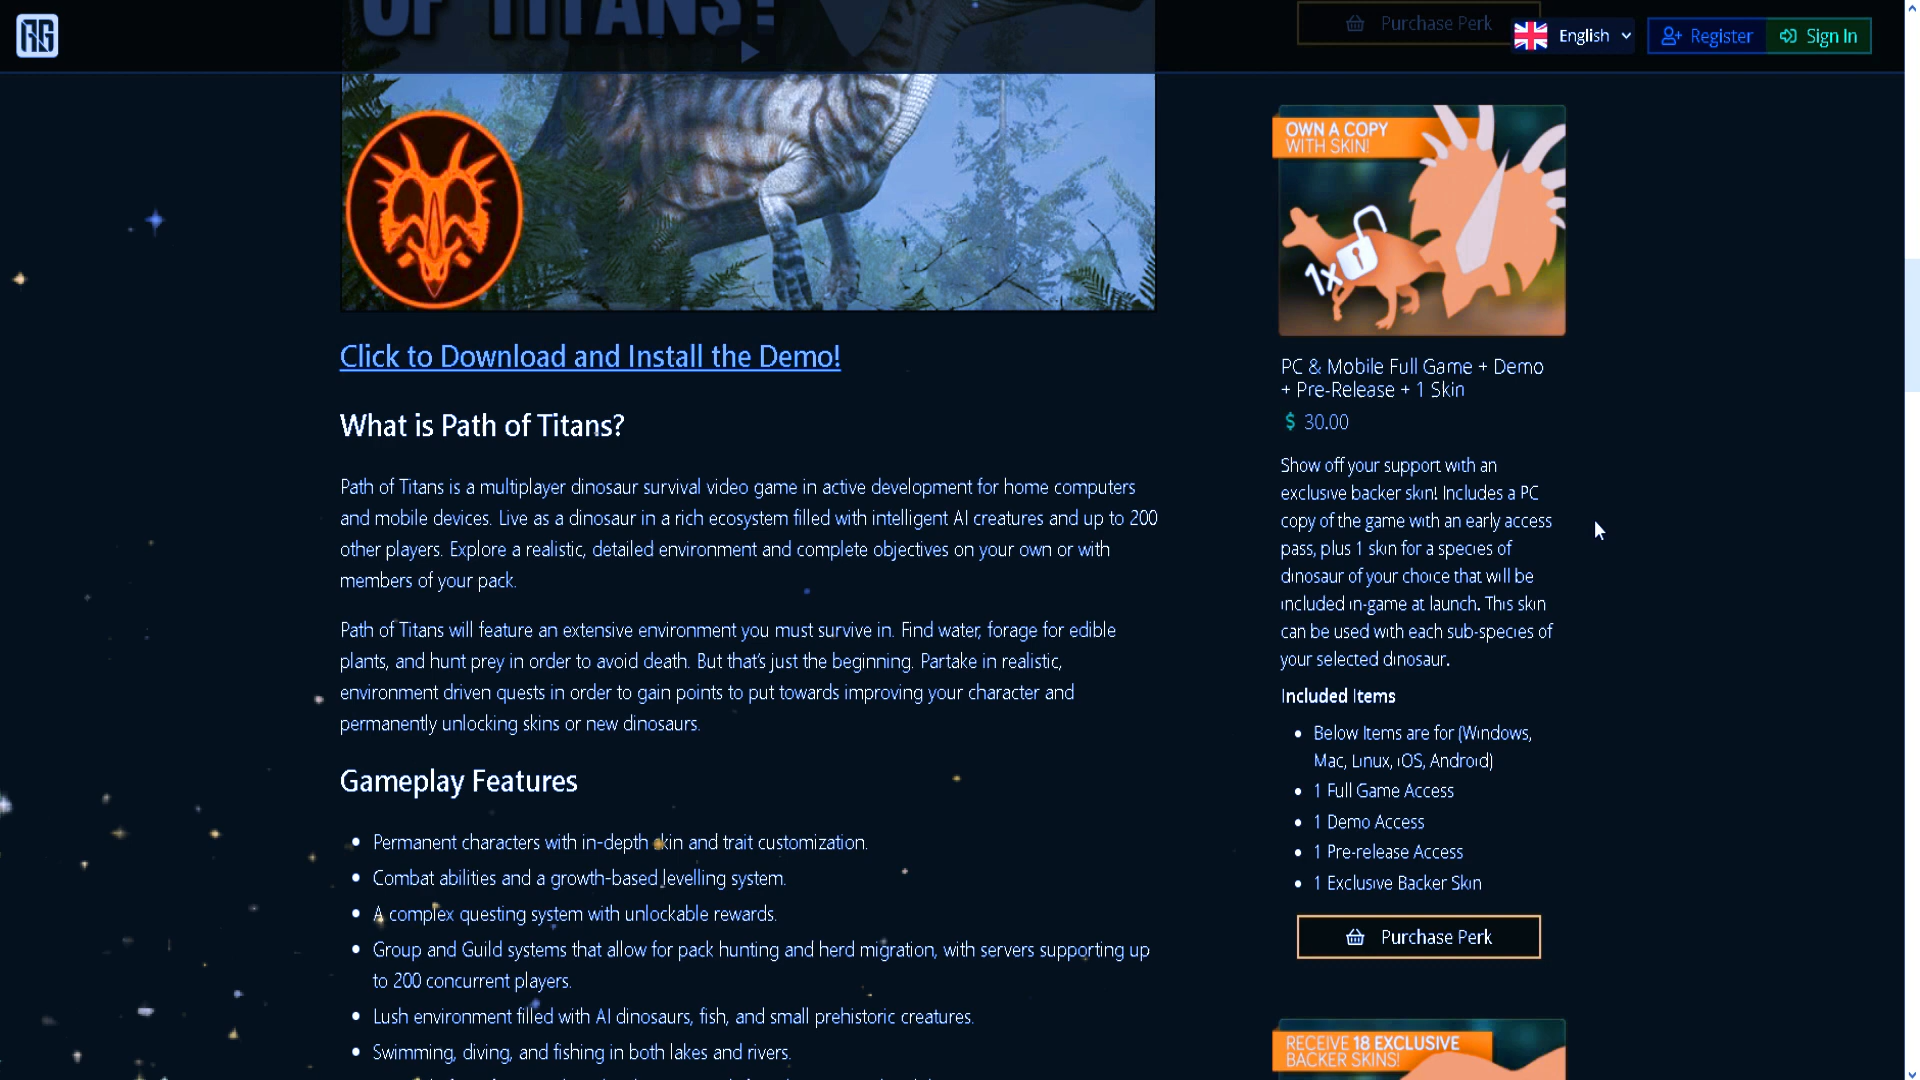 OF TITANS:
Purchase Perk
English
Register
Sign In
OWN A COPY
WITH SKIN!
1x
Click to Download and Install the Demo!
What is Path of Titans?
Path of Titans is a multiplayer dinosaur survival video game in active development for home computers
and mobile devices. Live as a dinosaur in a rich ecosystem filled with intelligent AI creatures and up to 200
other players. Explore a realistic, detailed environment and complete objectives on your own or with
members of your pack.
Path of Titans will feature an extensive environment you must survive in. Find water, forage for edible
plants, and hunt prey in order to avoid death. But that's just the beginning. Partake in realistic,
environment driven quests in order to gain points to put towards improving your character and
permanently unlocking skins or new dinosaurs.
Gameplay Features
• Permanent characters with in-depth skin and trait customization.
• Combat abilities and a growth-based levelling system.
• A complex questing system with unlockable rewards.
• Group and Guild systems that allow for pack hunting and herd migration, with servers supporting up
to 200 concurrent players.
• Lush environment filled with AI dinosaurs, fish, and small prehistoric creatures.
• Swimming, diving, and fishing in both lakes and rivers.
PC & Mobile Full Game + Demo
+ Pre-Release + 1 Skin
$ 30.00
Show off your support with an
exclusive backer skin! Includes a PC
copy of the game with an early access
pass, plus 1 skin for a species of
dinosaur of your choice that will be
included in-game at launch. This skin
can be used with each sub-species of
your selected dinosaur.
Included Items
• Below Items are for (Windows,
Mac, Linux, iOS, Android)
• 1 Full Game Access
• 1 Demo Access
• 1 Pre-release Access
• 1 Exclusive Backer Skin
Purchase Perk
RECEIVE 18 EXCLUSIVE
BACKER SKINS!